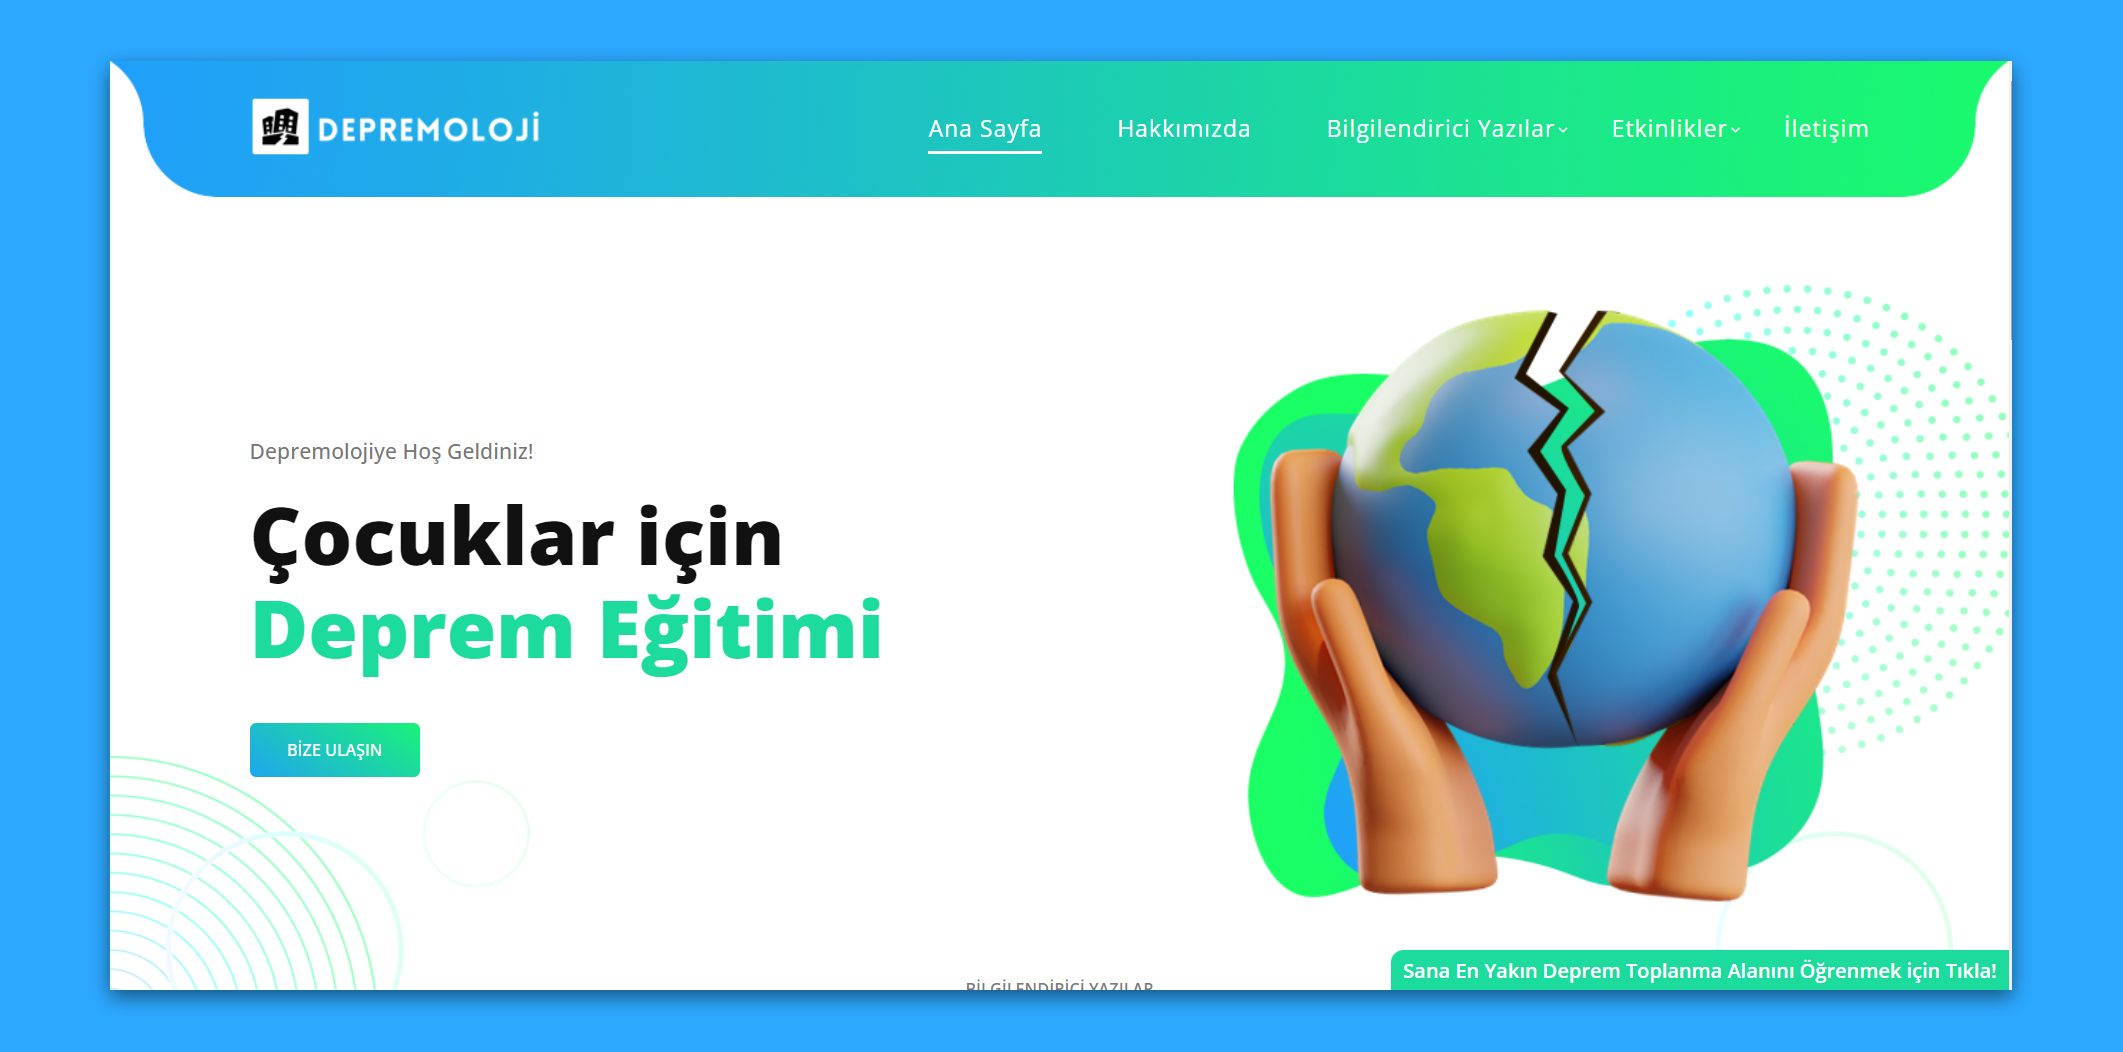 DEPREMOLOJİ
Ana Sayfa
Hakkımızda
Bilgilendirici Yazılar
Etkinlikler
İletişim
Depremolojiye Hoş Geldiniz!
Çocuklar için
Deprem Eğitimi
BİZE ULAŞIN
BİLGİLENDİRİCİ YAZILAR
Sana En Yakın Deprem Toplanma Alanını Öğrenmek için Tıkla!